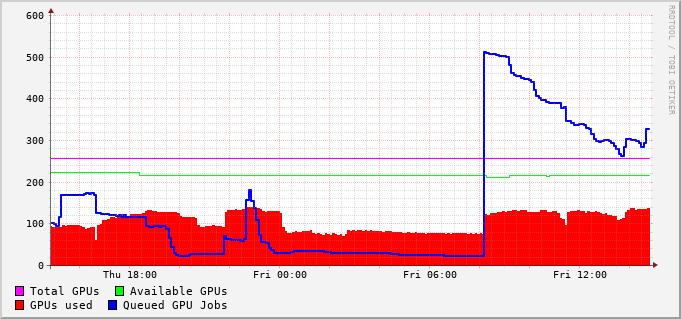 600
500
400
300
200
100
0
Thu 18:00 Fri 00:00 Fri 06:00 Fri 12:00
Total GPUs Available GPUs
GPUs used Queued GPU Jobs
RRDTOOL / TOBI OETIKER